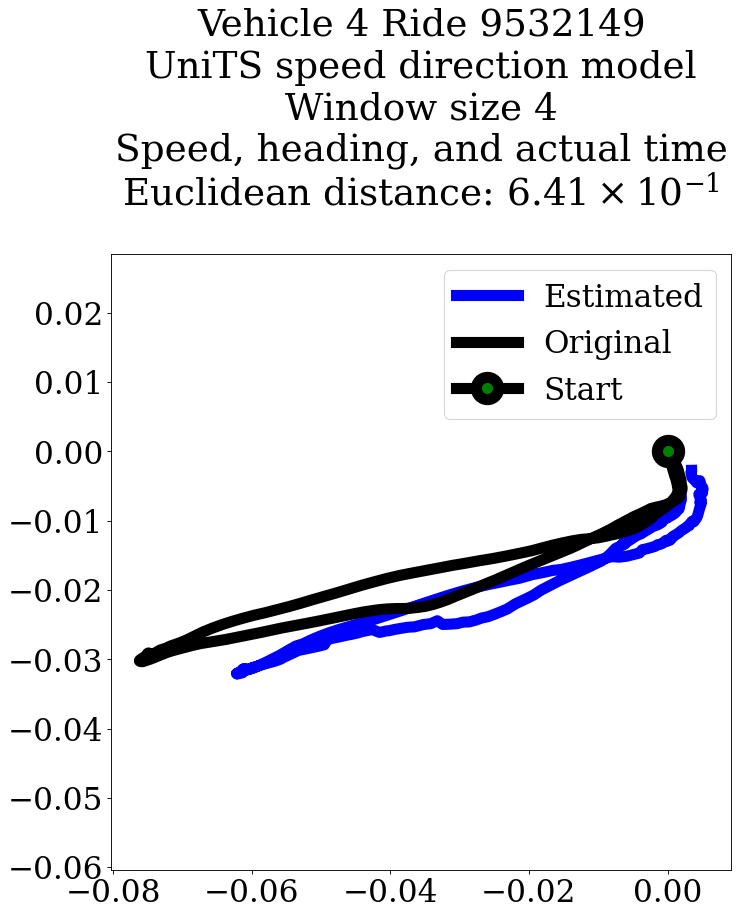 Vehicle 4 Ride 9532149
UniTS speed direction model
Window size 4
Speed, heading, and actual time
Euclidean distance: 6.41 × 10⁻¹
Estimated
Original
Start
0.02
0.01
0.00
−0.01
−0.02
−0.03
−0.04
−0.05
−0.06
−0.08 −0.06 −0.04 −0.02 0.00